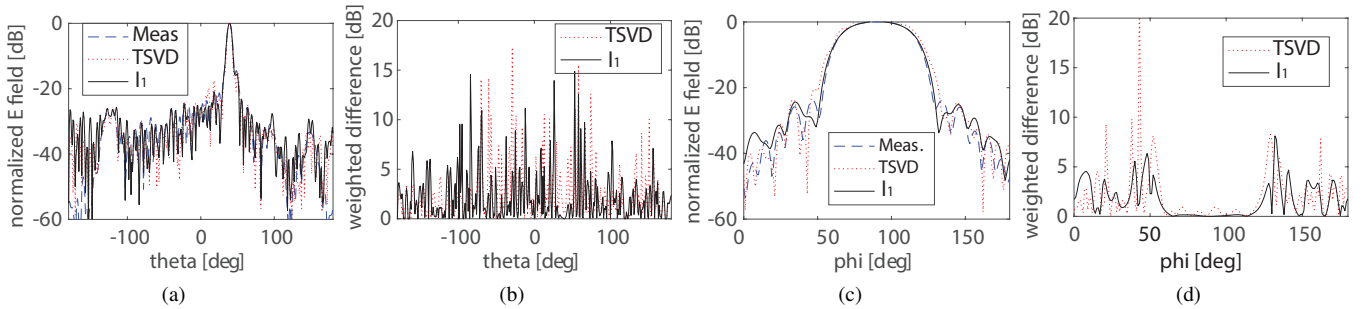 normalized E field [dB]
0
-20
-40
-60
-100
0
100
theta [deg]
Meas
TSVD
l1
(a)
weighted difference [dB]
20
15
10
5
0
-100
0
100
theta [deg]
TSVD
l1
(b)
normalized E field [dB]
0
-20
-40
-60
0
50
100
150
phi [deg]
Meas.
TSVD
l1
(c)
weighted difference [dB]
20
15
10
5
0
0
50
100
150
phi [deg]
TSVD
l1
(d)